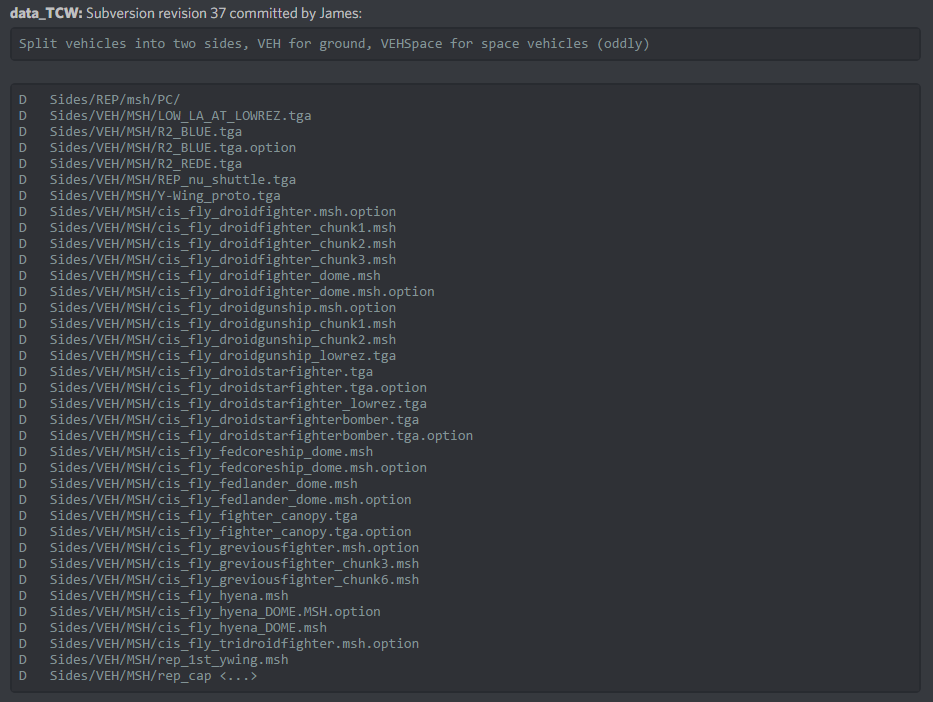 data_TCW: Subversion revision 37 committed by James:
Split vehicles into two sides, VEH for ground, VEHSpace for space vehicles (oddly)
D   Sides/REP/msh/PC/
D   Sides/VEH/MSH/LOW_LA_AT_LOWREZ.tga
D   Sides/VEH/MSH/R2_BLUE.tga
D   Sides/VEH/MSH/R2_BLUE.tga.option
D   Sides/VEH/MSH/R2_REDE.tga
D   Sides/VEH/MSH/REP_nu_shuttle.tga
D   Sides/VEH/MSH/Y-Wing_proto.tga
D   Sides/VEH/MSH/cis_fly_droidfighter.msh.option
D   Sides/VEH/MSH/cis_fly_droidfighter_chunk1.msh
D   Sides/VEH/MSH/cis_fly_droidfighter_chunk2.msh
D   Sides/VEH/MSH/cis_fly_droidfighter_chunk3.msh
D   Sides/VEH/MSH/cis_fly_droidfighter_dome.msh
D   Sides/VEH/MSH/cis_fly_droidfighter_dome.msh.option
D   Sides/VEH/MSH/cis_fly_droidgunship.msh.option
D   Sides/VEH/MSH/cis_fly_droidgunship_chunk1.msh
D   Sides/VEH/MSH/cis_fly_droidgunship_chunk2.msh
D   Sides/VEH/MSH/cis_fly_droidgunship_lowrez.tga
D   Sides/VEH/MSH/cis_fly_droidstarfighter.tga
D   Sides/VEH/MSH/cis_fly_droidstarfighter.tga.option
D   Sides/VEH/MSH/cis_fly_droidstarfighter_lowrez.tga
D   Sides/VEH/MSH/cis_fly_droidstarfighterbomber.tga
D   Sides/VEH/MSH/cis_fly_droidstarfighterbomber.tga.option
D   Sides/VEH/MSH/cis_fly_fedcoreship_dome.msh
D   Sides/VEH/MSH/cis_fly_fedcoreship_dome.msh.option
D   Sides/VEH/MSH/cis_fly_fedlander_dome.msh
D   Sides/VEH/MSH/cis_fly_fedlander_dome.msh.option
D   Sides/VEH/MSH/cis_fly_fighter_canopy.tga
D   Sides/VEH/MSH/cis_fly_fighter_canopy.tga.option
D   Sides/VEH/MSH/cis_fly_greviousfighter.msh.option
D   Sides/VEH/MSH/cis_fly_greviousfighter_chunk3.msh
D   Sides/VEH/MSH/cis_fly_greviousfighter_chunk6.msh
D   Sides/VEH/MSH/cis_fly_hyena.msh
D   Sides/VEH/MSH/cis_fly_hyena_DOME.MSH.option
D   Sides/VEH/MSH/cis_fly_hyena_DOME.msh
D   Sides/VEH/MSH/cis_fly_tridroidfighter.msh.option
D   Sides/VEH/MSH/rep_1st_ywing.msh
D   Sides/VEH/MSH/rep_cap <...>